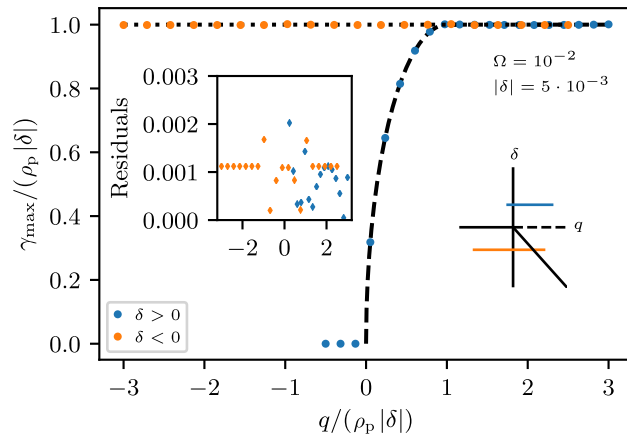 1.0
0.8
0.6
0.4
0.2
0.0
γmax/(ρp |δ|)
−3
−2
−1
0
1
2
3
q/(ρp |δ|)
0.003
0.002
0.001
0.000
Residuals
−2
0
2
Ω = 10⁻²
|δ| = 5 · 10⁻³
δ
q
δ > 0
δ < 0